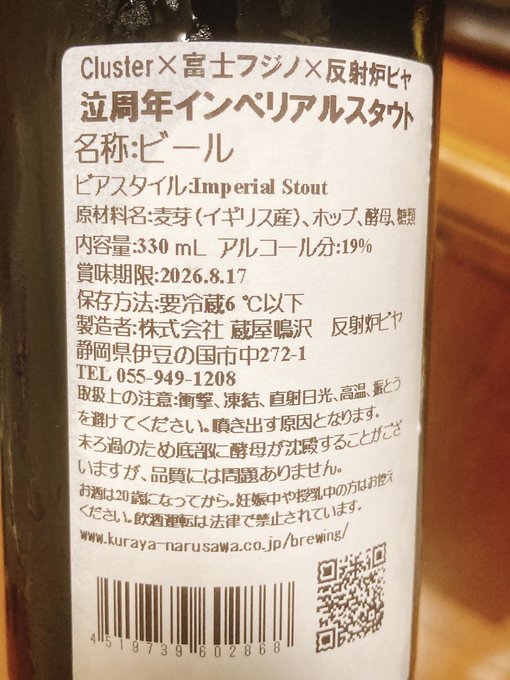 Cluster×富士フジノ×反射炉ビヤ
泣周年インペリアルスタウト
名称:ビール
ビアスタイル:Imperial Stout
原材料名:麦芽(イギリス産)、ホップ、酵母、糖類
内容量:330 mL アルコール分:19%
賞味期限:2026.8.17
保存方法:要冷蔵6 ℃以下
製造者:株式会社 蔵屋鳴沢 反射炉ビヤ
静岡県伊豆の国市中272-1
TEL 055-949-1208
取扱上の注意:衝撃、凍結、直射日光、高温、振とう
を避けてください。噴き出す原因となります。
未ろ過のため底部に酵母が沈殿することがござ
いますが、品質には問題ありません。
お酒は20歳になってから。妊娠中や授乳中の方はお控え
ください。飲酒運転は法律で禁止されています。
www.kuraya-narusawa.co.jp/brewing/
4519739602868